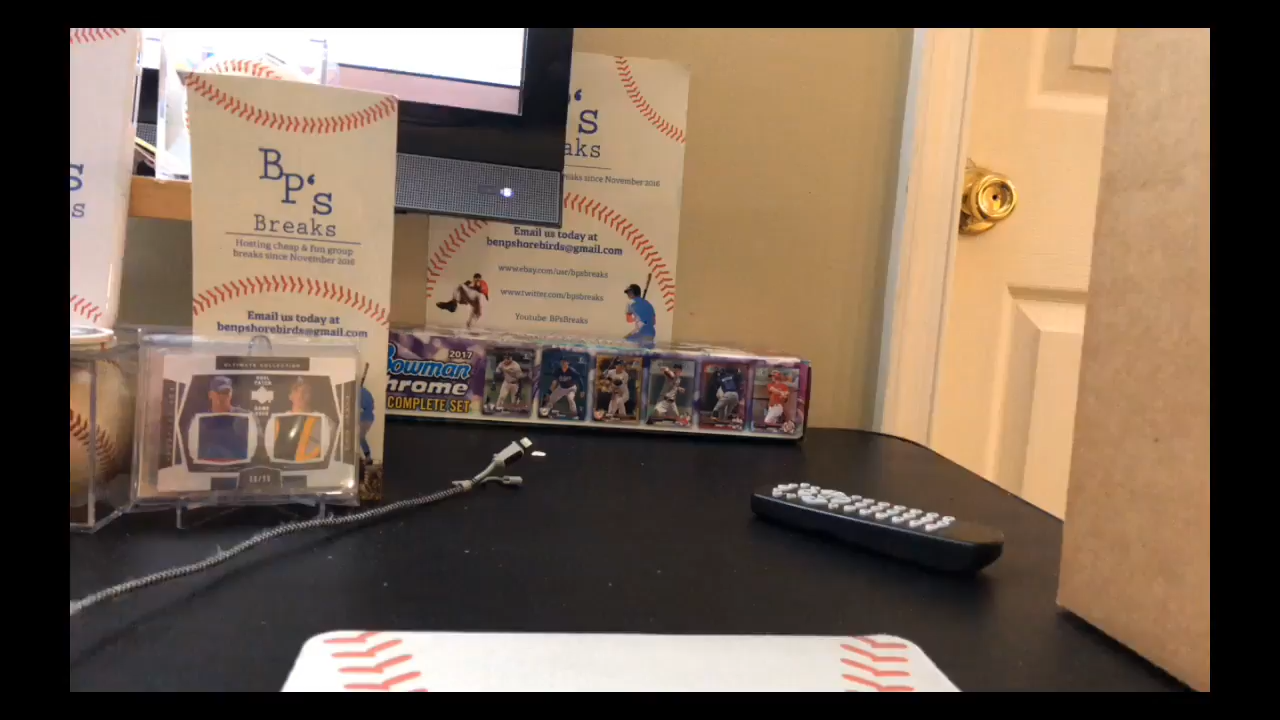 BP's
Breaks
Hosting cheap & fun group
breaks since November 2016
Email us today at
benpshorebirds@gmail.com
's
aks
reaks since November 2016
Email us today at
benpshorebirds@gmail.com
www.ebay.com/usr/bpsbreaks
www.twitter.com/bpsbreaks
Youtube: BPsBreaks
2017
Bowman
hrome
COMPLETE SET
ULTIMATE COLLECTION
s
s